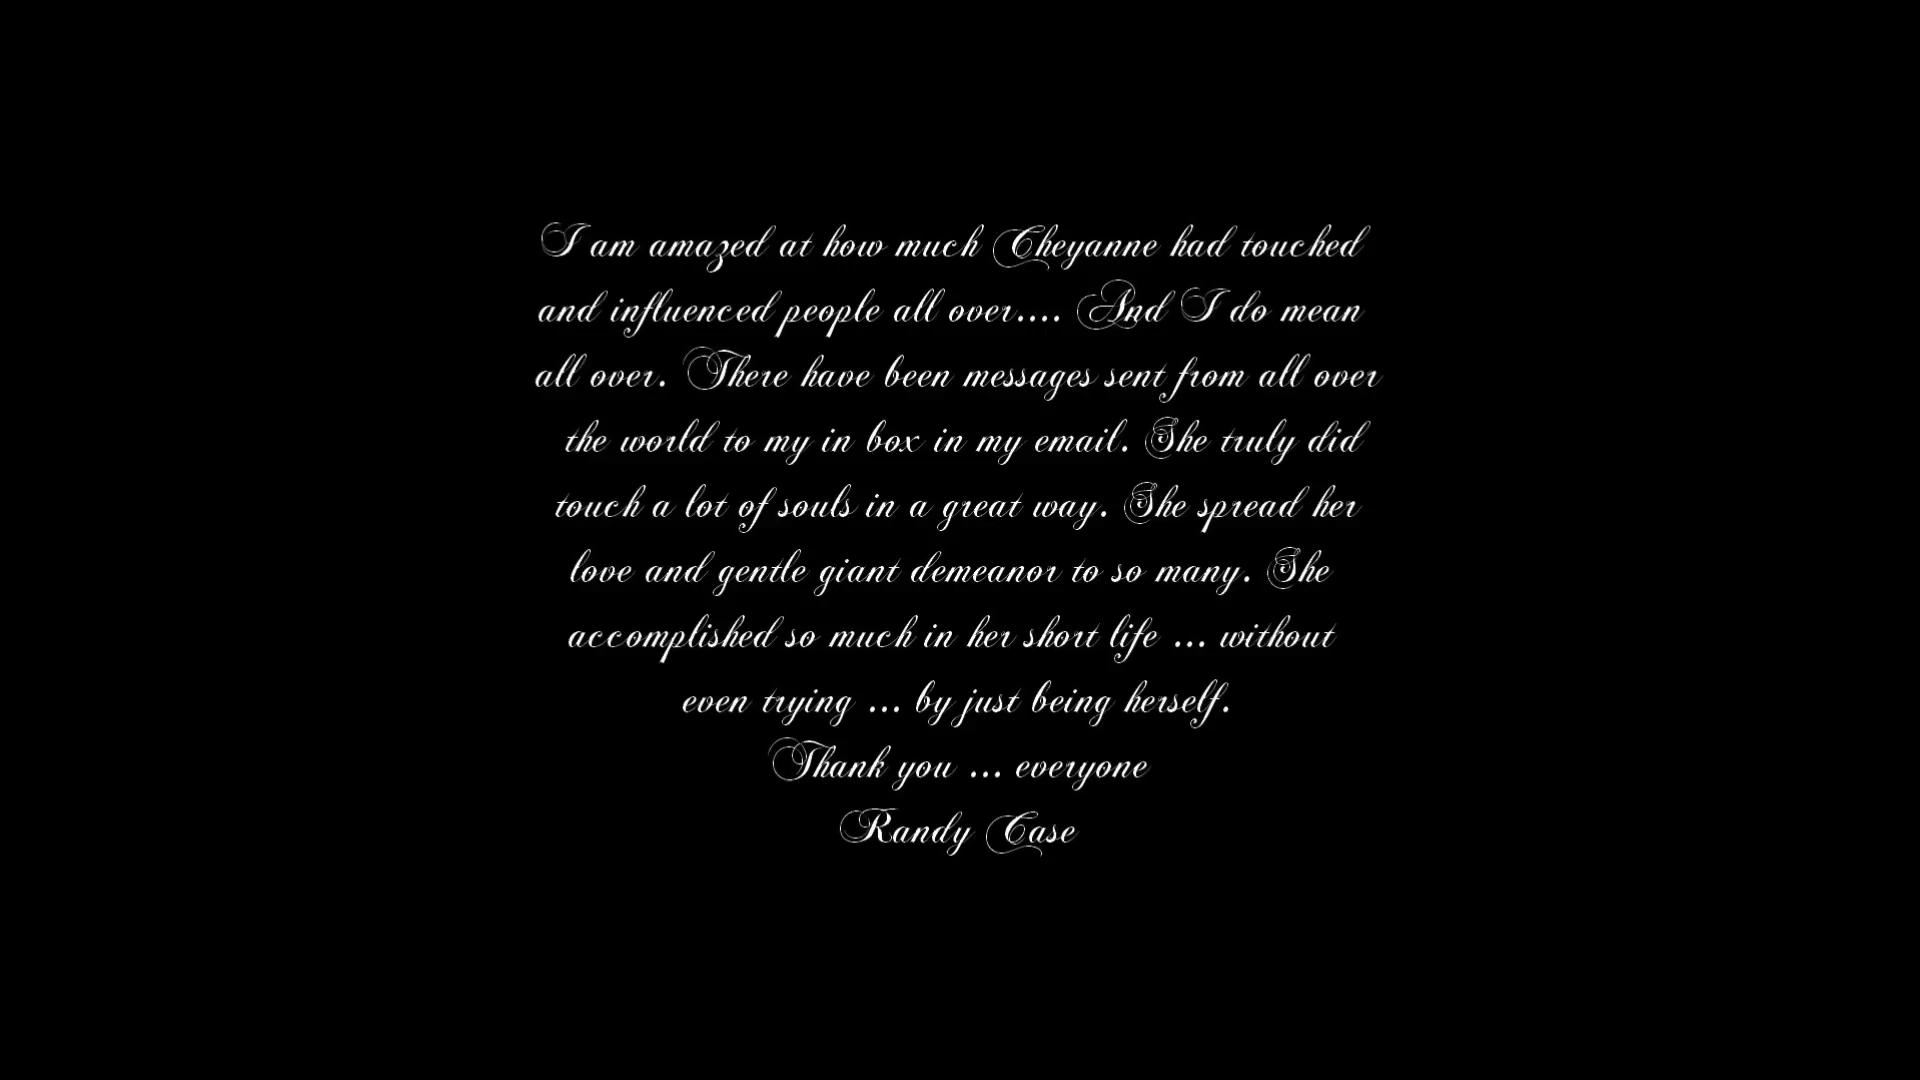 I am amazed at how much Cheyanne had touched
and influenced people all over.... And I do mean
all over. There have been messages sent from all over
the world to my in box in my email. She truly did
touch a lot of souls in a great way. She spread her
love and gentle giant demeanor to so many. She
accomplished so much in her short life ... without
even trying ... by just being herself.
Thank you ... everyone
Randy Case